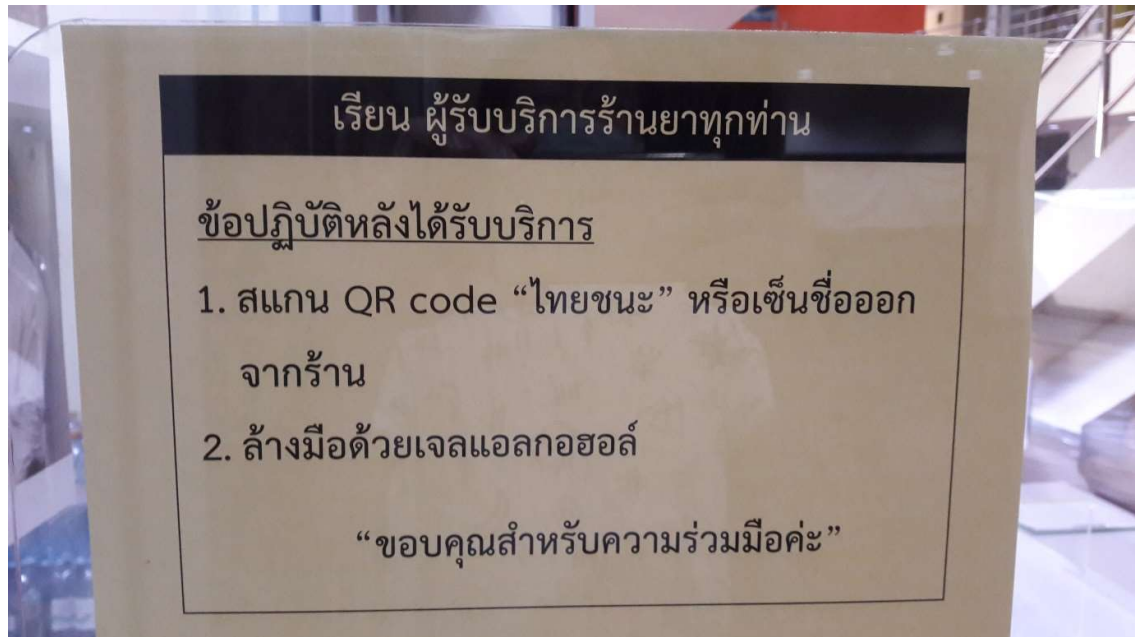 เรียน ผู้รับบริการร้านยาทุกท่าน
ข้อปฏิบัติหลังได้รับบริการ
1. สแกน QR code “ไทยชนะ” หรือเซ็นชื่อออก
จากร้าน
2. ล้างมือด้วยเจลแอลกอฮอล์
“ขอบคุณสำหรับความร่วมมือค่ะ”